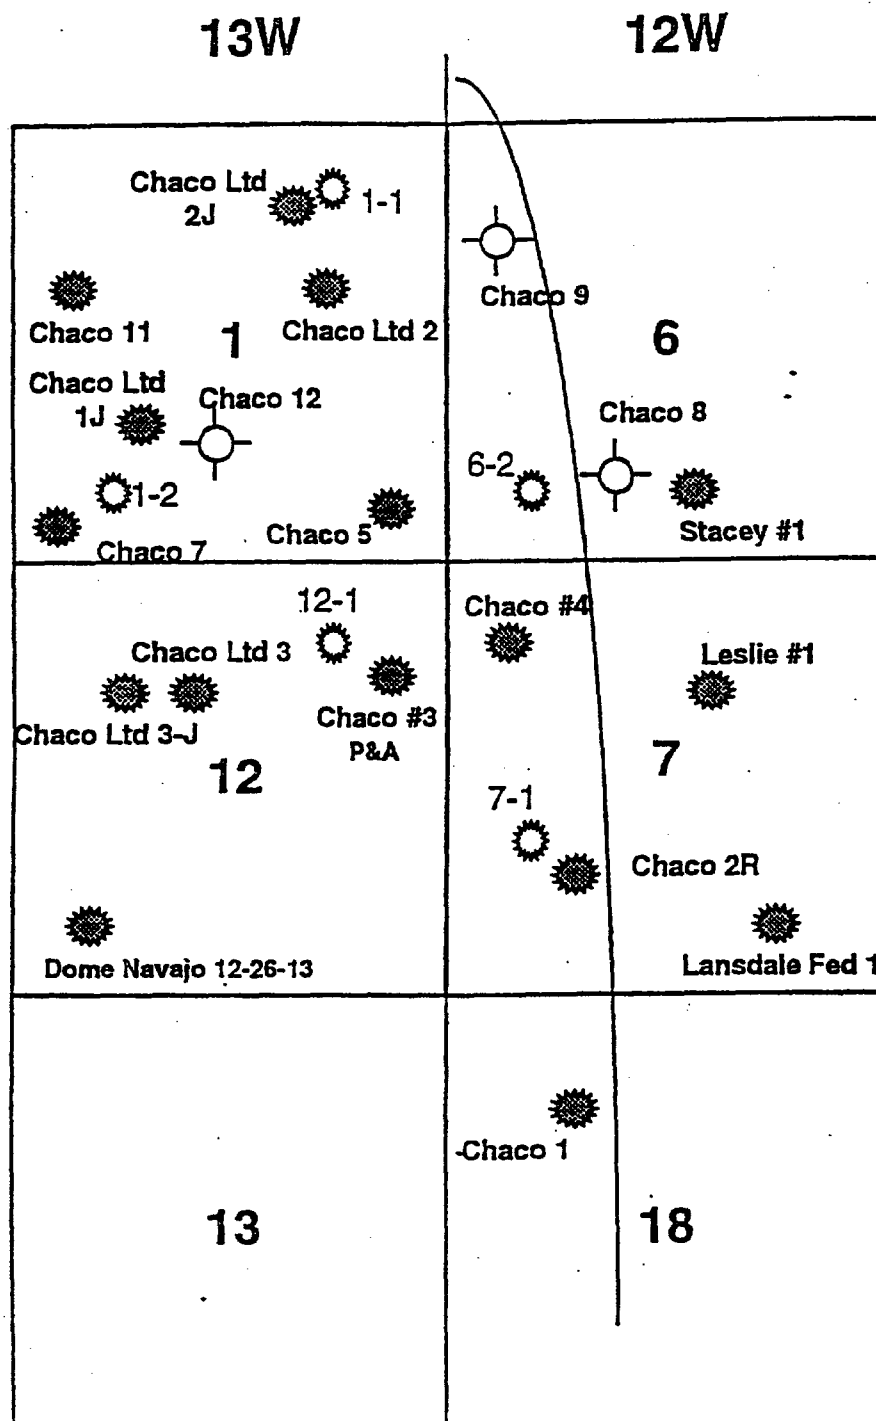 13W
12W
Chaco Ltd
2J
1-1
Chaco 9
Chaco 11
Chaco Ltd 2
1
6
Chaco Ltd
1J
Chaco 12
Chaco 8
6-2
1-2
Chaco 5
Stacey #1
Chaco 7
12-1
Chaco #4
Chaco Ltd 3
Leslie #1
Chaco Ltd 3-J
Chaco #3
P&A
12
7
7-1
Chaco 2R
Dome Navajo 12-26-13
Lansdale Fed 1
Chaco 1
13
18